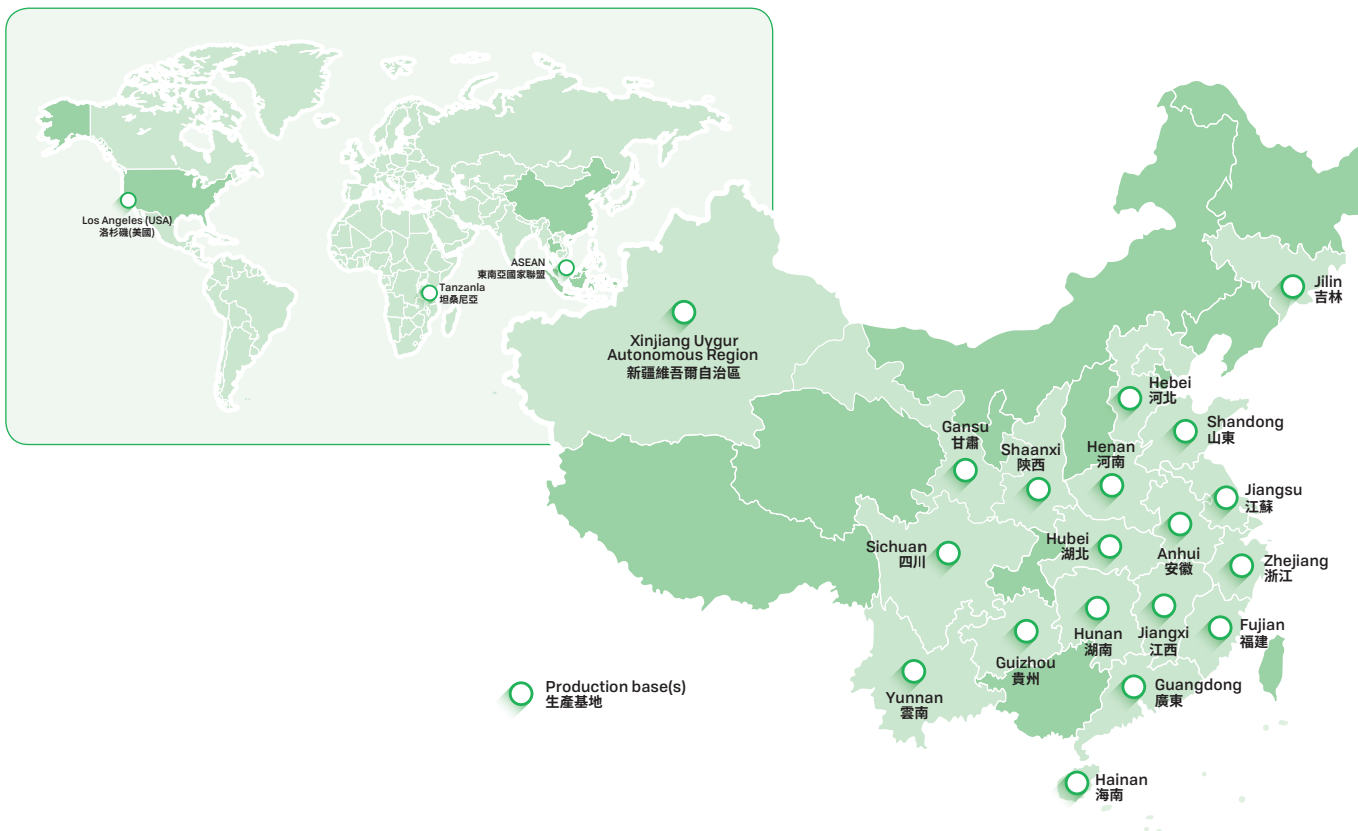 Los Angeles (USA)
洛杉磯(美國)
ASEAN
東南亞國家聯盟
Tanzanla
坦桑尼亞
Xinjiang Uygur
Autonomous Region
新疆維吾爾自治區
Jilin
吉林
Hebei
河北
Shandong
山東
Gansu
甘肅
Shaanxi
陝西
Henan
河南
Jiangsu
江蘇
Sichuan
四川
Hubei
湖北
Anhui
安徽
Zhejiang
浙江
Hunan
湖南
Jiangxi
江西
Fujian
福建
Guizhou
貴州
Yunnan
雲南
Guangdong
廣東
Production base(s)
生產基地
Hainan
海南